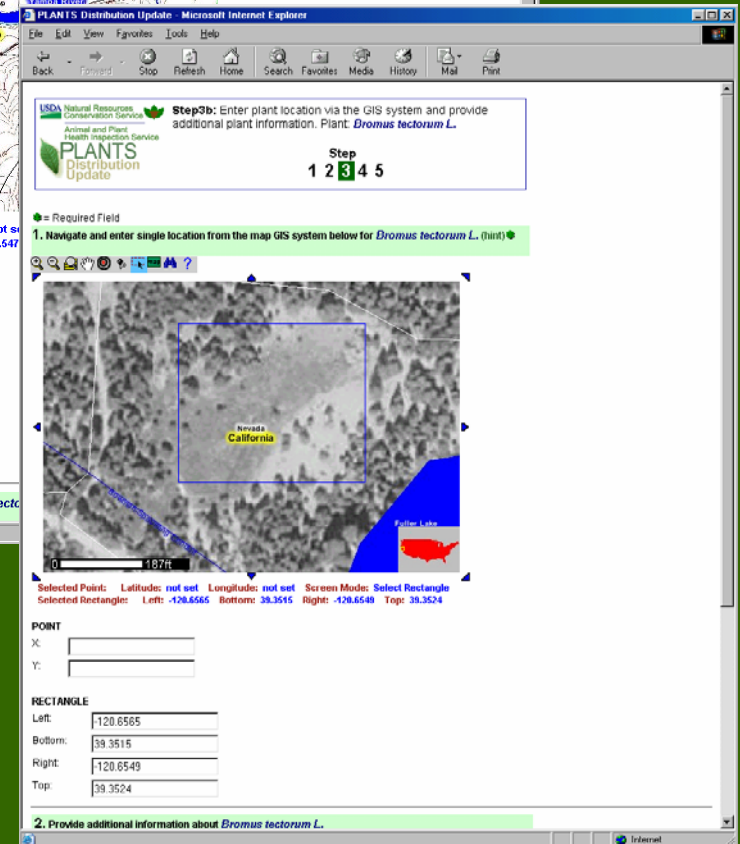 PLANTS Distribution Update - Microsoft Internet Explorer
File Edit View Favorites Tools Help
Back Forward Stop Refresh Home Search Favorites Media History Mail Print
USDA Natural Resources
Conservation Service
Animal and Plant
Health Inspection Service
PLANTS
Distribution
Update
Step3b: Enter plant location via the GIS system and provide
additional plant information. Plant: Bromus tectorum L.
Step
1 2 3 4 5
= Required Field
1. Navigate and enter single location from the map GIS system below for Bromus tectorum L. (hint)
?
Nevada
California
Fuller Lake
0 187ft
Selected Point: Latitude: not set Longitude: not set Screen Mode: Select Rectangle
Selected Rectangle: Left: -120.6565 Bottom: 39.3515 Right: -120.6549 Top: 39.3524
POINT
X:
Y:
RECTANGLE
Left: -120.6565
Bottom: 39.3515
Right: -120.6549
Top: 39.3524
2. Provide additional information about Bromus tectorum L.
Internet